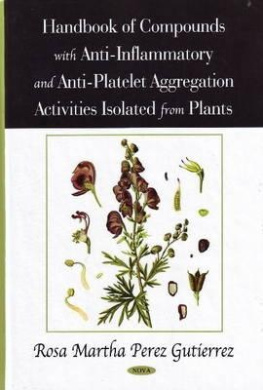 Handbook of Compounds
with Anti-Inflammatory
and Anti-Platelet Aggregation
Activities Isolated from Plants
Rosa Martha Perez Gutierrez
NOVA